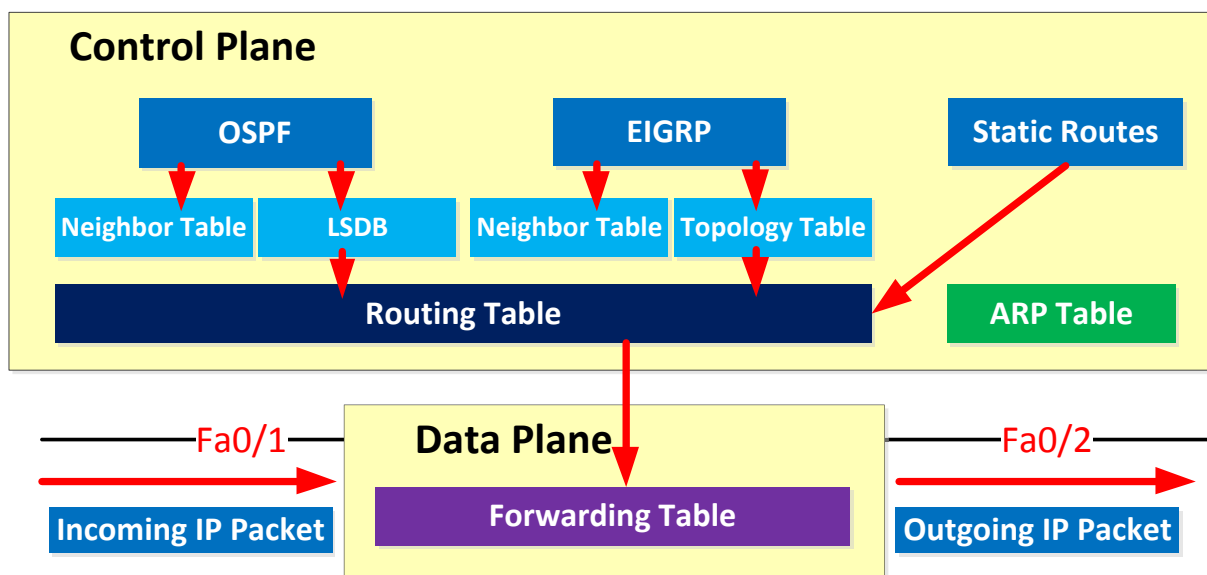 Control Plane
OSPF
EIGRP
Static Routes
Neighbor Table
LSDB
Neighbor Table
Topology Table
Routing Table
ARP Table
Fa0/1
Data Plane
Fa0/2
Incoming IP Packet
Forwarding Table
Outgoing IP Packet